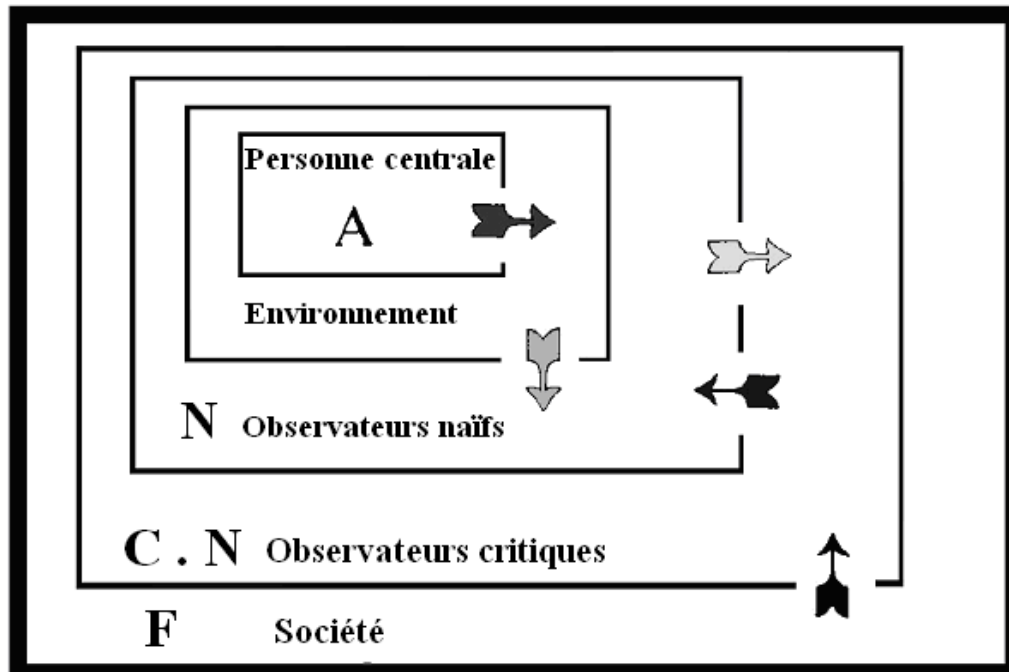 Personne centrale
A
Environnement
N Observateurs naïfs
C . N Observateurs critiques
F Société